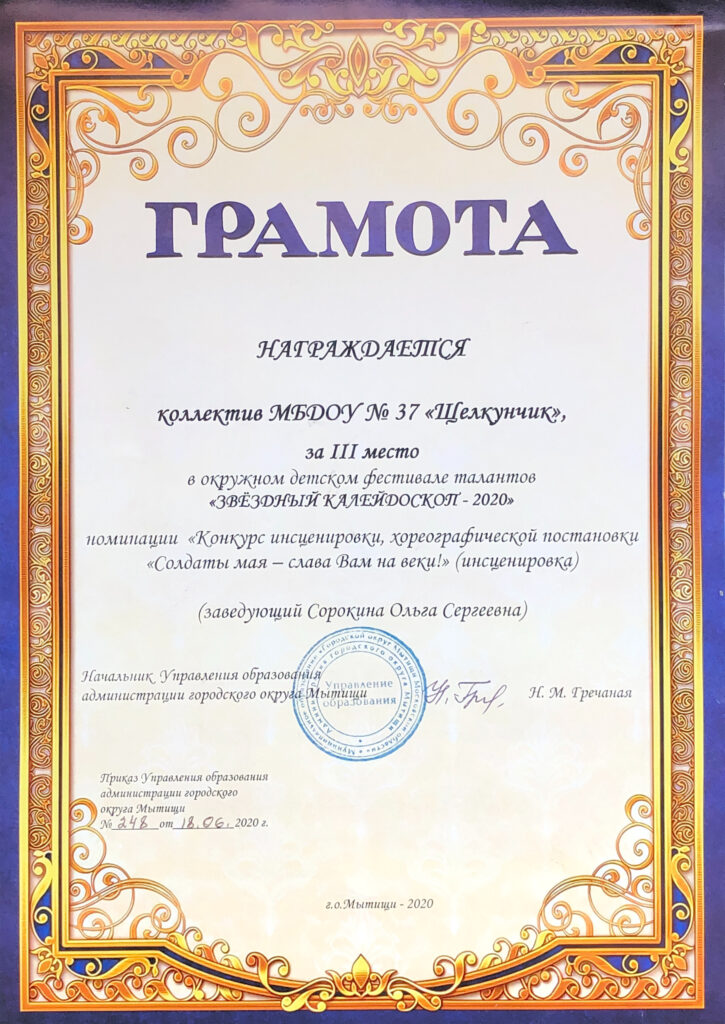 ГРАМОТА
НАГРАЖДАЕТСЯ
коллектив МБДОУ № 37 «Щелкунчик»,
за III место
в окружном детском фестивале талантов
«ЗВЁЗДНЫЙ КАЛЕЙДОСКОП - 2020»
номинации «Конкурс инсценировки, хореографической постановки
«Солдаты мая – слава Вам на веки!» (инсценировка)
(заведующий Сорокина Ольга Сергеевна)
Начальник Управления образования
администрации городского округа Мытищи
Н. М. Гречаная
Управление
образования
Приказ Управления образования
администрации городского
округа Мытищи
№ 248 от 18.06. 2020 г.
г.о.Мытищи - 2020